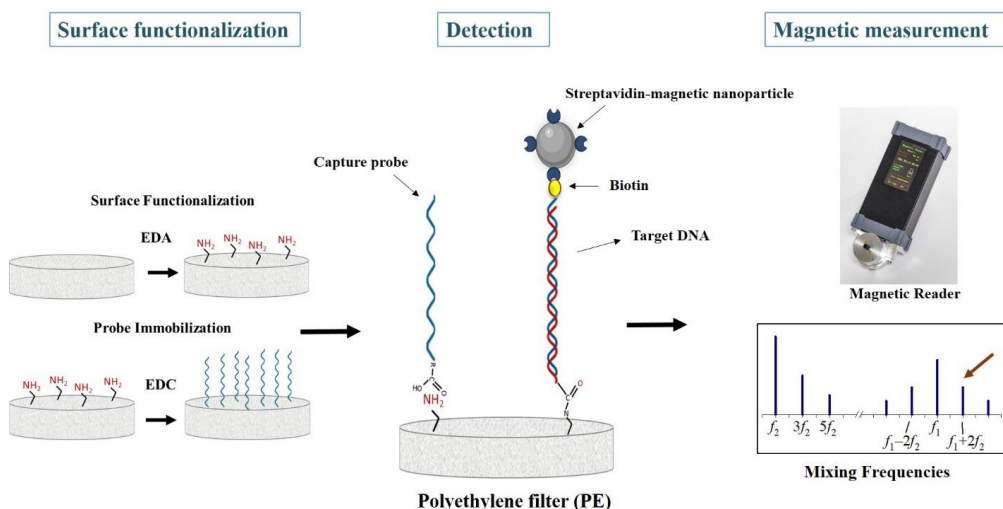 Surface functionalization
Detection
Magnetic measurement
Surface Functionalization
EDA
NH2
NH2
NH2
NH2
Probe Immobilization
NH2
NH2
NH2
NH2
EDC
Capture probe
Streptavidin-magnetic nanoparticle
Biotin
Target DNA
R
C
HO
O
NH2
O
C
N
Polyethylene filter (PE)
Magnetic Reader
f2
3f2
5f2
f1−2f2
f1
f1+2f2
Mixing Frequencies